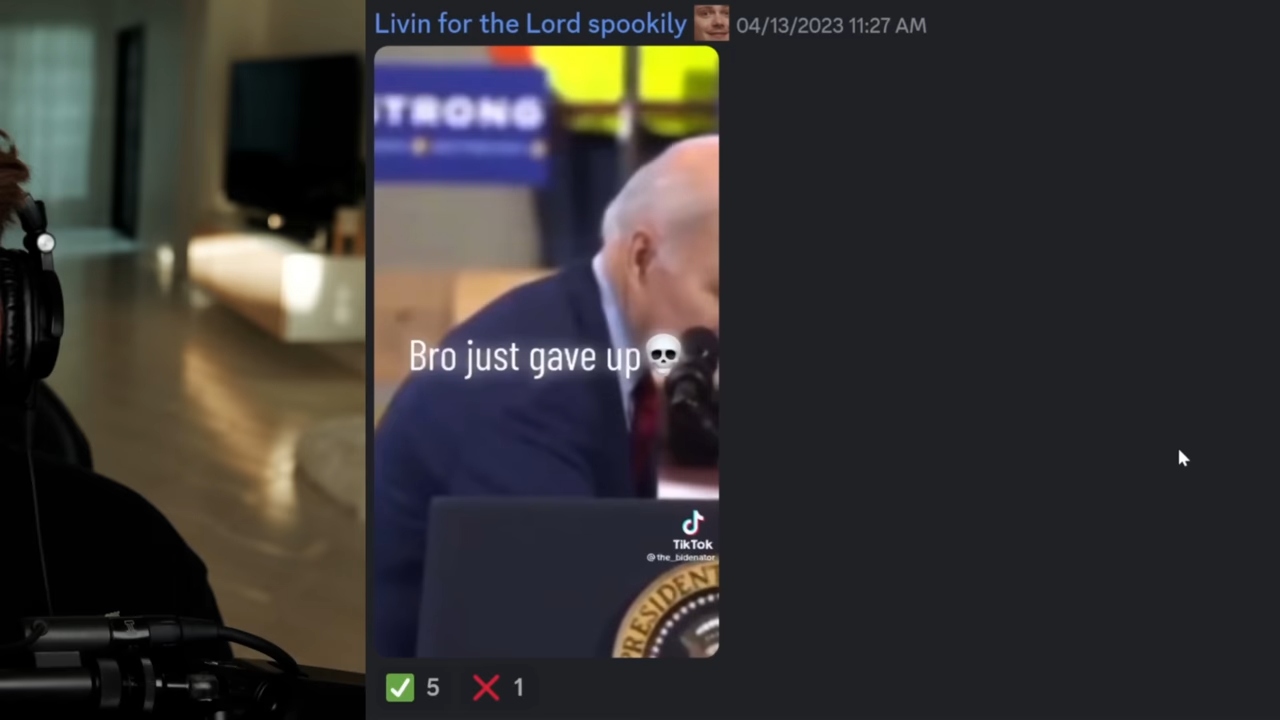 Livin for the Lord spookily 04/13/2023 11:27 AM
STRONG
Bro just gave up💀
TikTok
@the_bidenator
PRESIDENT
✅ 5 ❌ 1